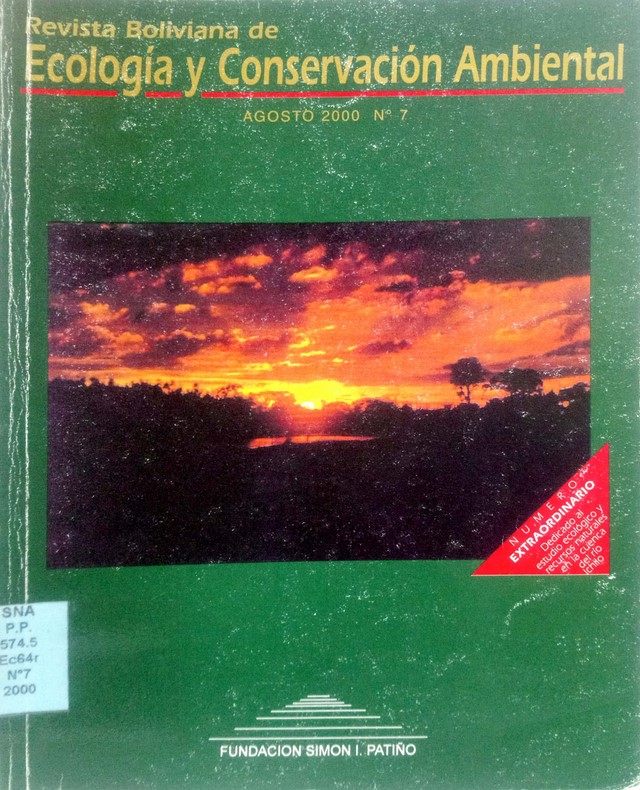 Revista Boliviana de
Ecología y Conservación Ambiental
AGOSTO 2000 Nº 7
NUMERO
EXTRAORDINARIO
Dedicado al
estudio ecológico y
recursos naturales
en la cuenca
del río
Ichilo
SNA
P.P.
574.5
Ec64r
Nº7
2000
FUNDACION SIMON I. PATIÑO